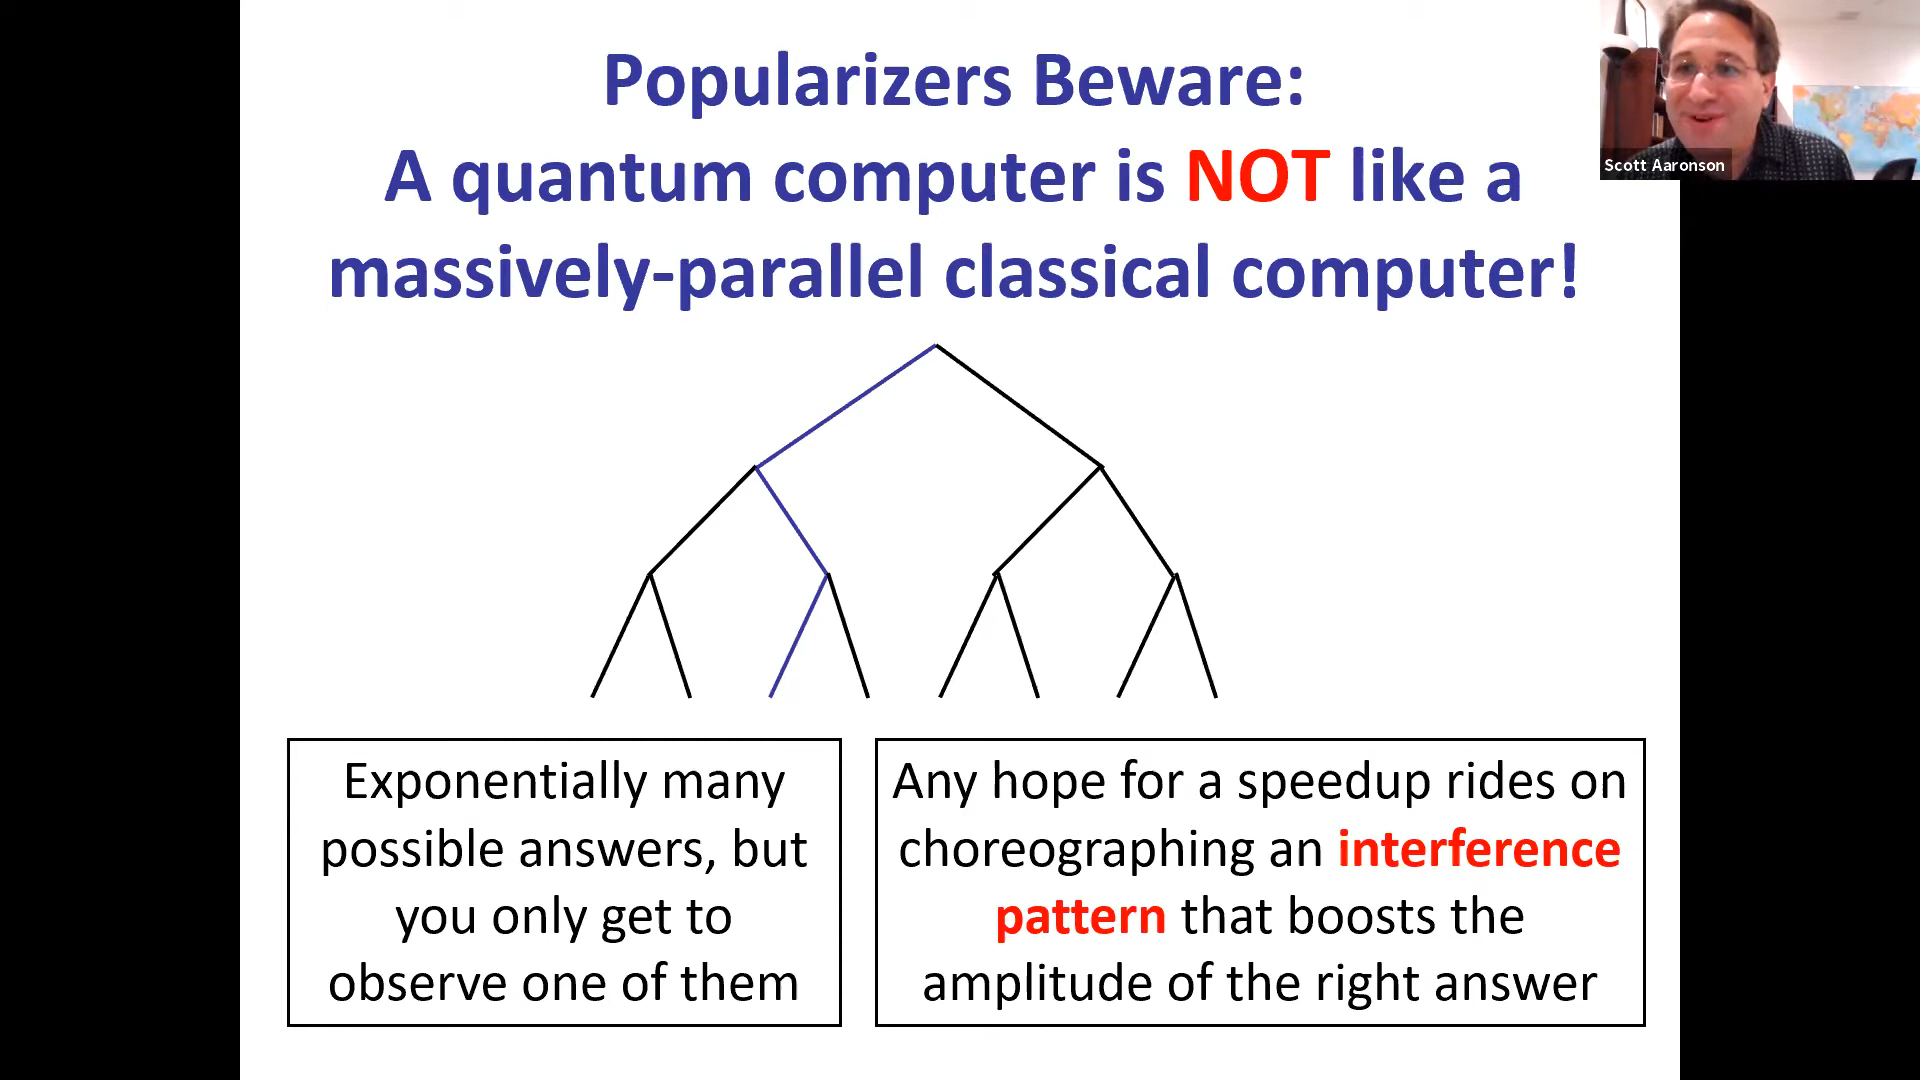 Popularizers Beware:
A quantum computer is NOT like a
massively-parallel classical computer!
Scott Aaronson
Exponentially many
possible answers, but
you only get to
observe one of them
Any hope for a speedup rides on
choreographing an interference
pattern that boosts the
amplitude of the right answer